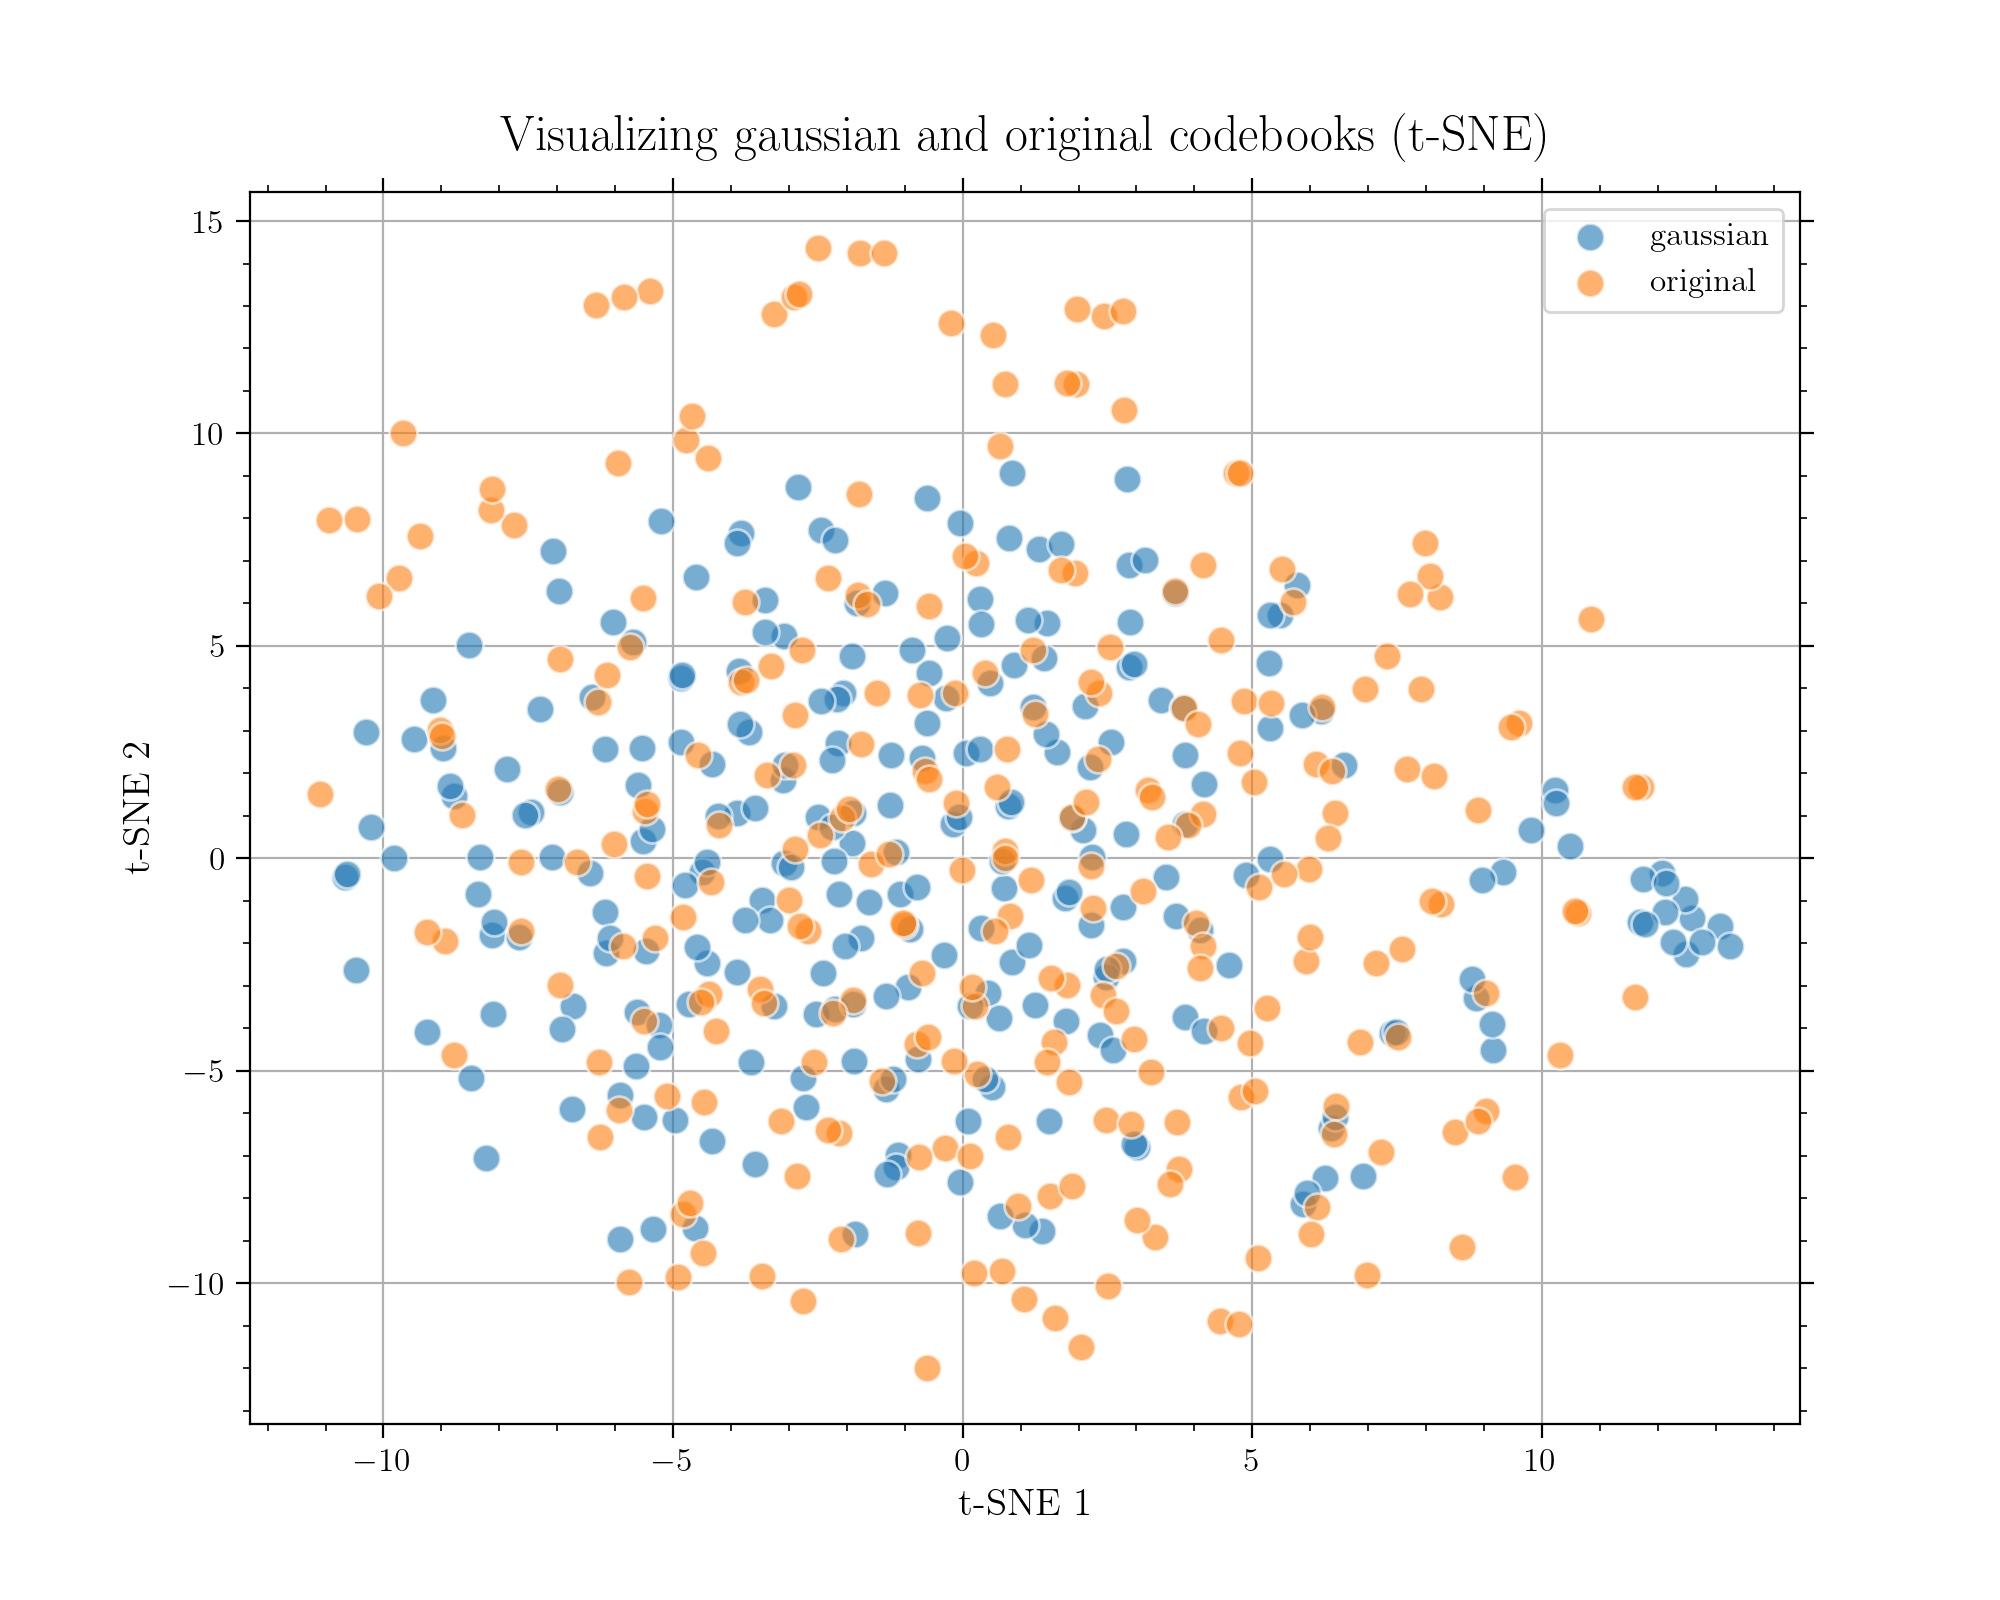 Visualizing gaussian and original codebooks (t-SNE)
gaussian
original
15
10
5
0
−5
−10
t-SNE 2
−10
−5
0
5
10
t-SNE 1